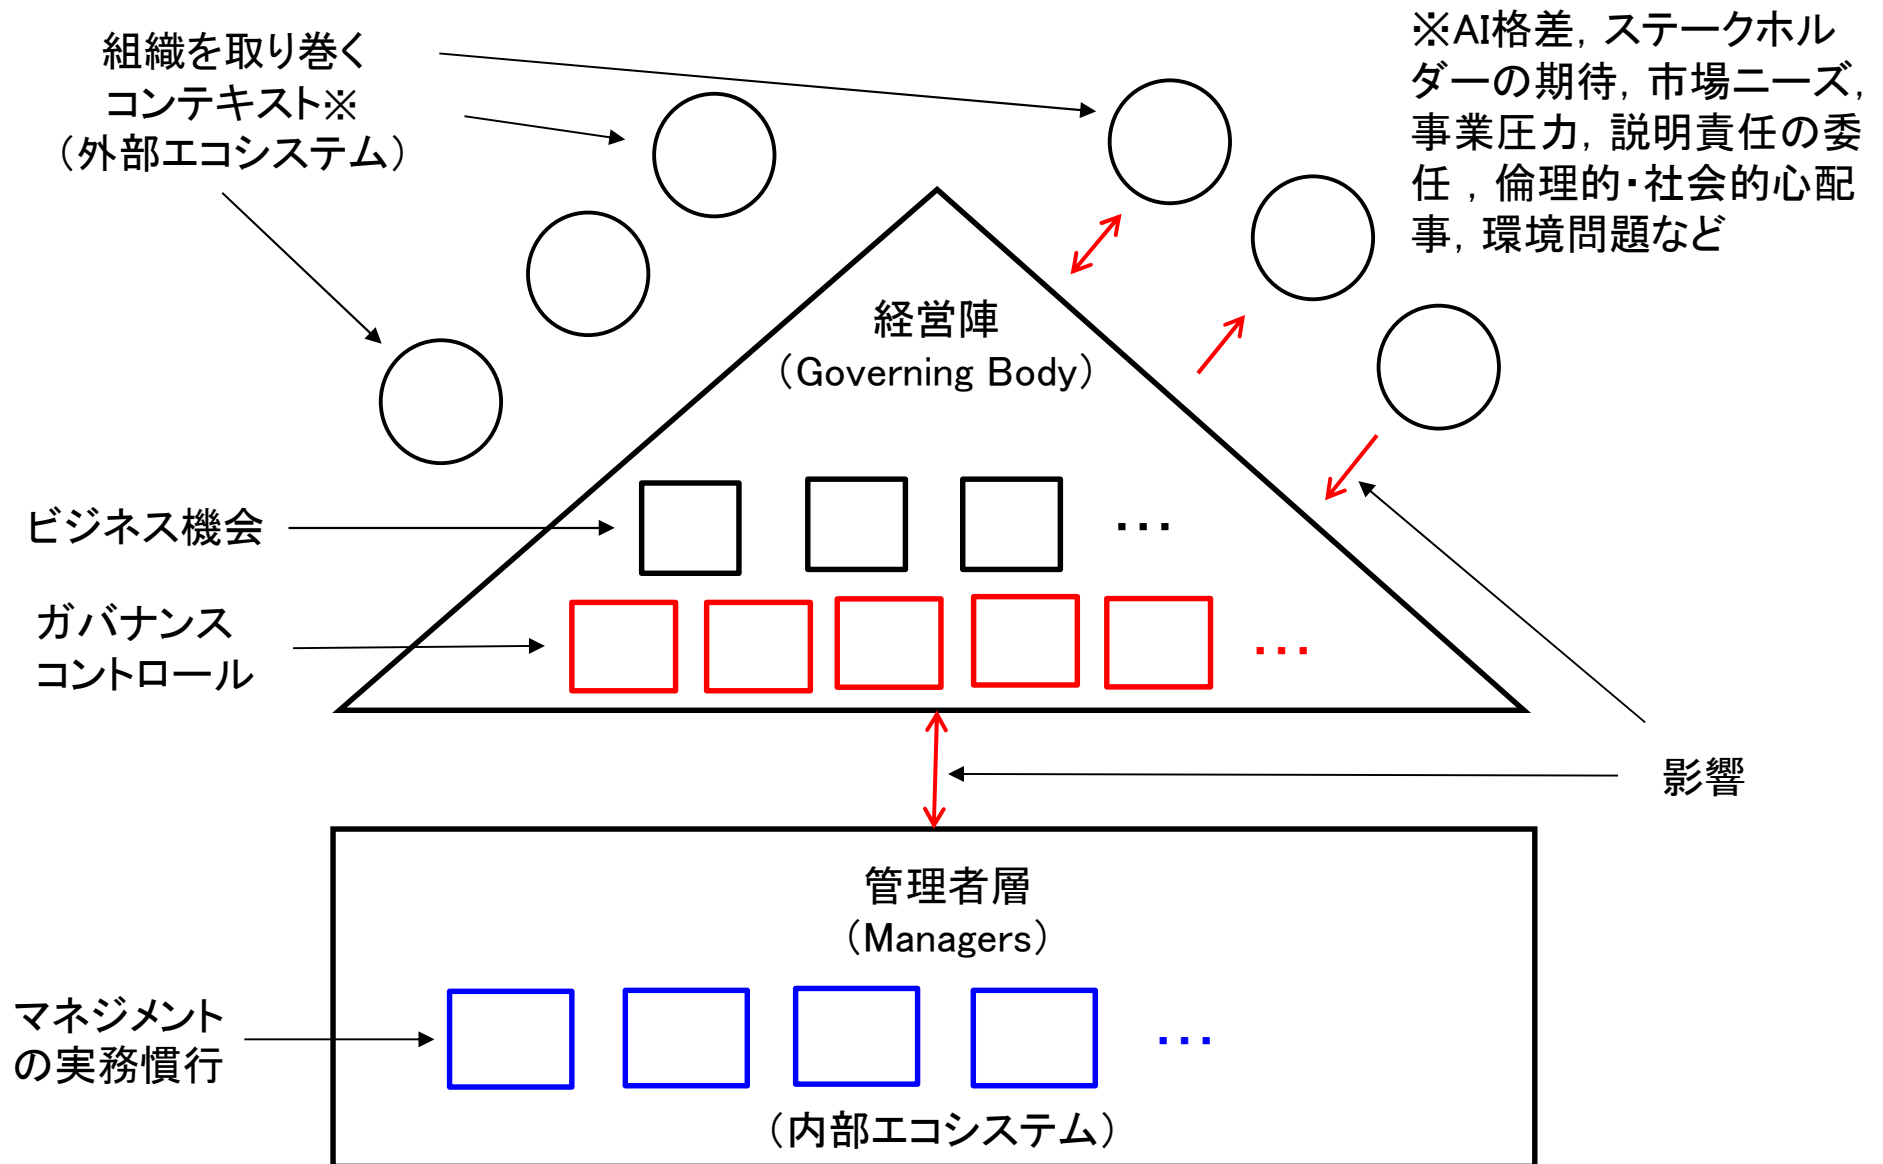 組織を取り巻く
コンテキスト※
（外部エコシステム）
※AI格差，ステークホル
ダーの期待，市場ニーズ，
事業圧力，説明責任の委
任 ，倫理的・社会的心配
事，環境問題など
経営陣
（Governing Body）
ビジネス機会
・・・
ガバナンス
コントロール
・・・
影響
管理者層
（Managers）
マネジメント
の実務慣行
・・・
（内部エコシステム）